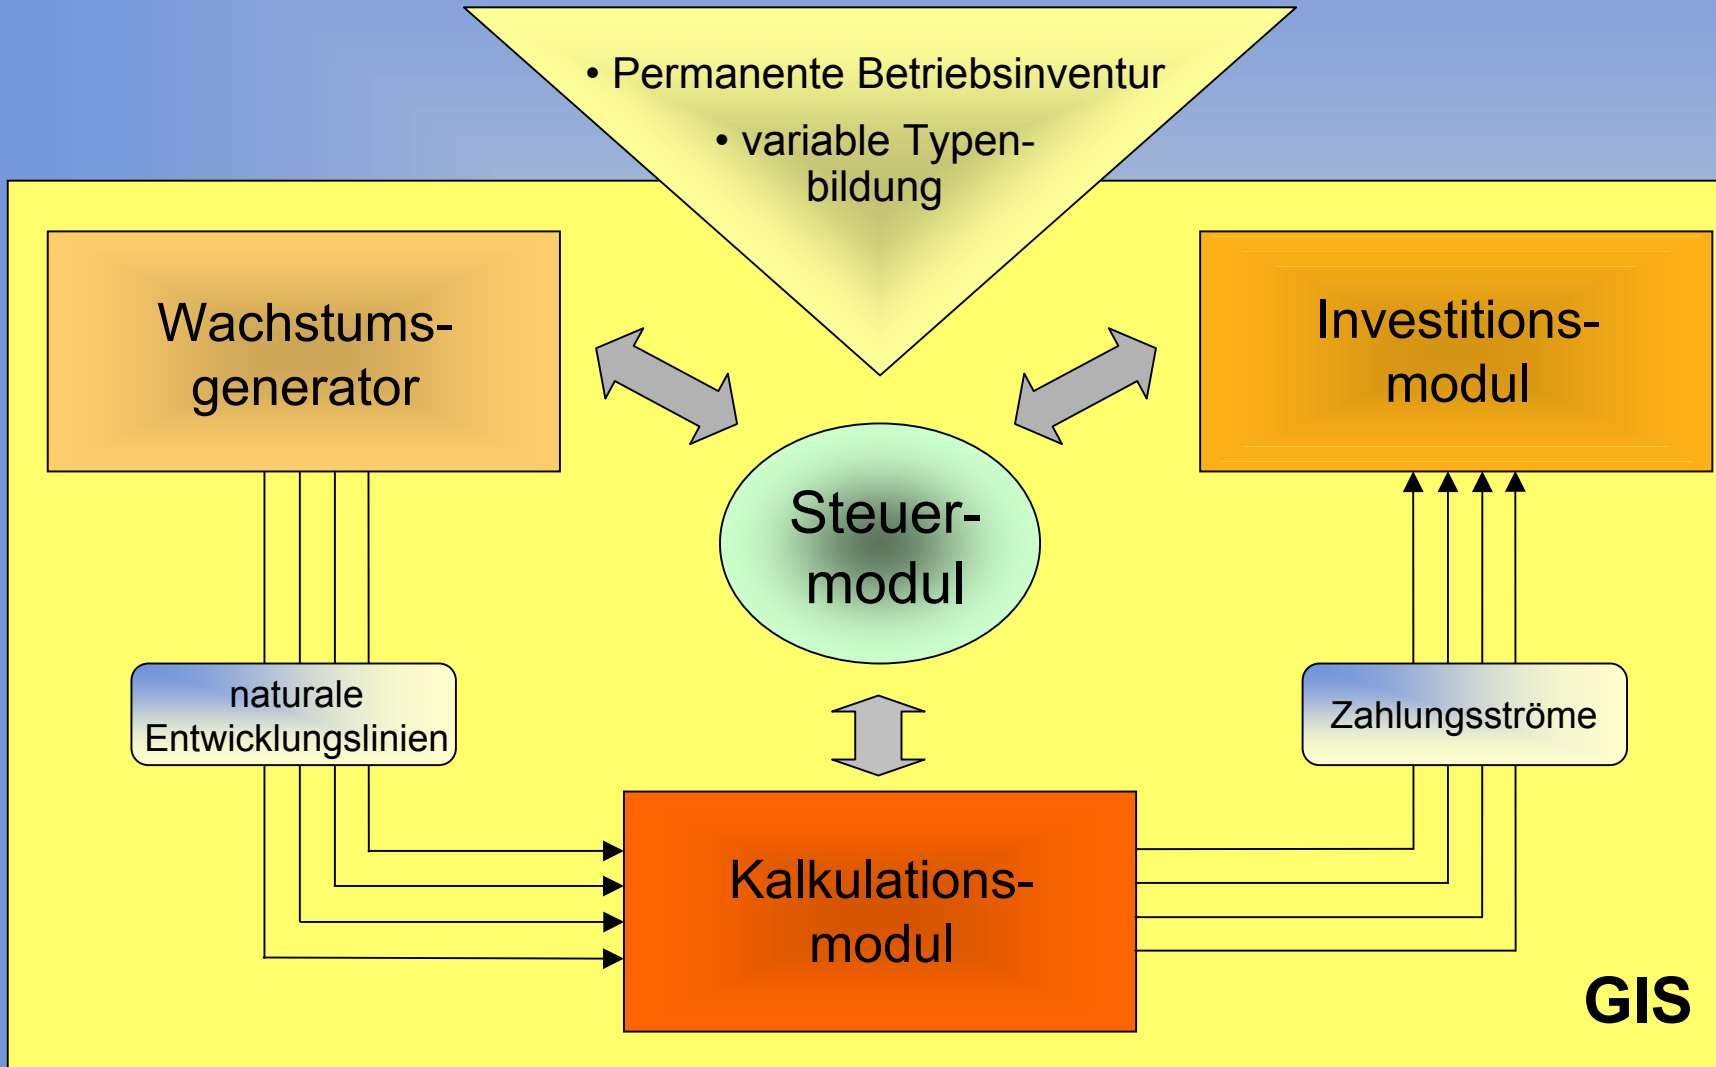 • Permanente Betriebsinventur
• variable Typen-
bildung
Wachstums-
generator
Investitions-
modul
Steuer-
modul
naturale
Entwicklungslinien
Zahlungsströme
Kalkulations-
modul
GIS